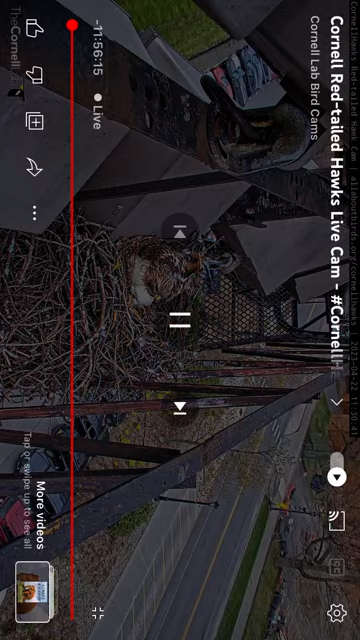 Cornell Red-tailed Hawks Live Cam - #CornellH
Cornell Lab Bird Cams
-11:56:15
Live
More videos
Tap or swipe up to see all
TheCornellLab